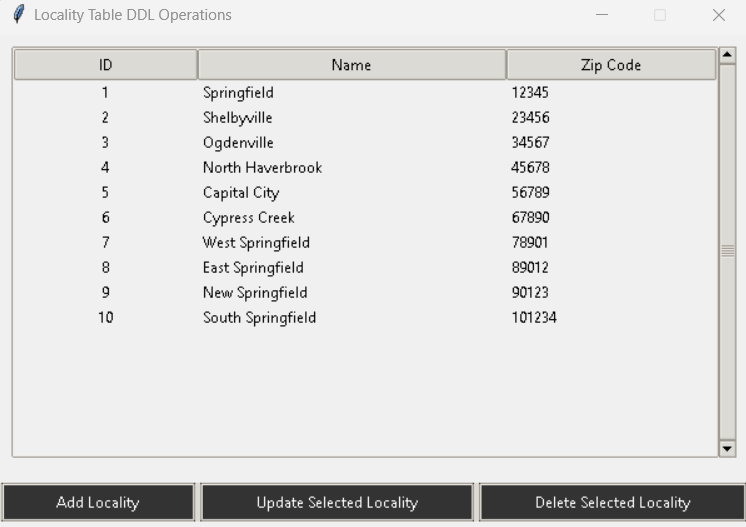 Locality Table DDL Operations
ID Name Zip Code
1 Springfield 12345
2 Shelbyville 23456
3 Ogdenville 34567
4 North Haverbrook 45678
5 Capital City 56789
6 Cypress Creek 67890
7 West Springfield 78901
8 East Springfield 89012
9 New Springfield 90123
10 South Springfield 101234
Add Locality Update Selected Locality Delete Selected Locality